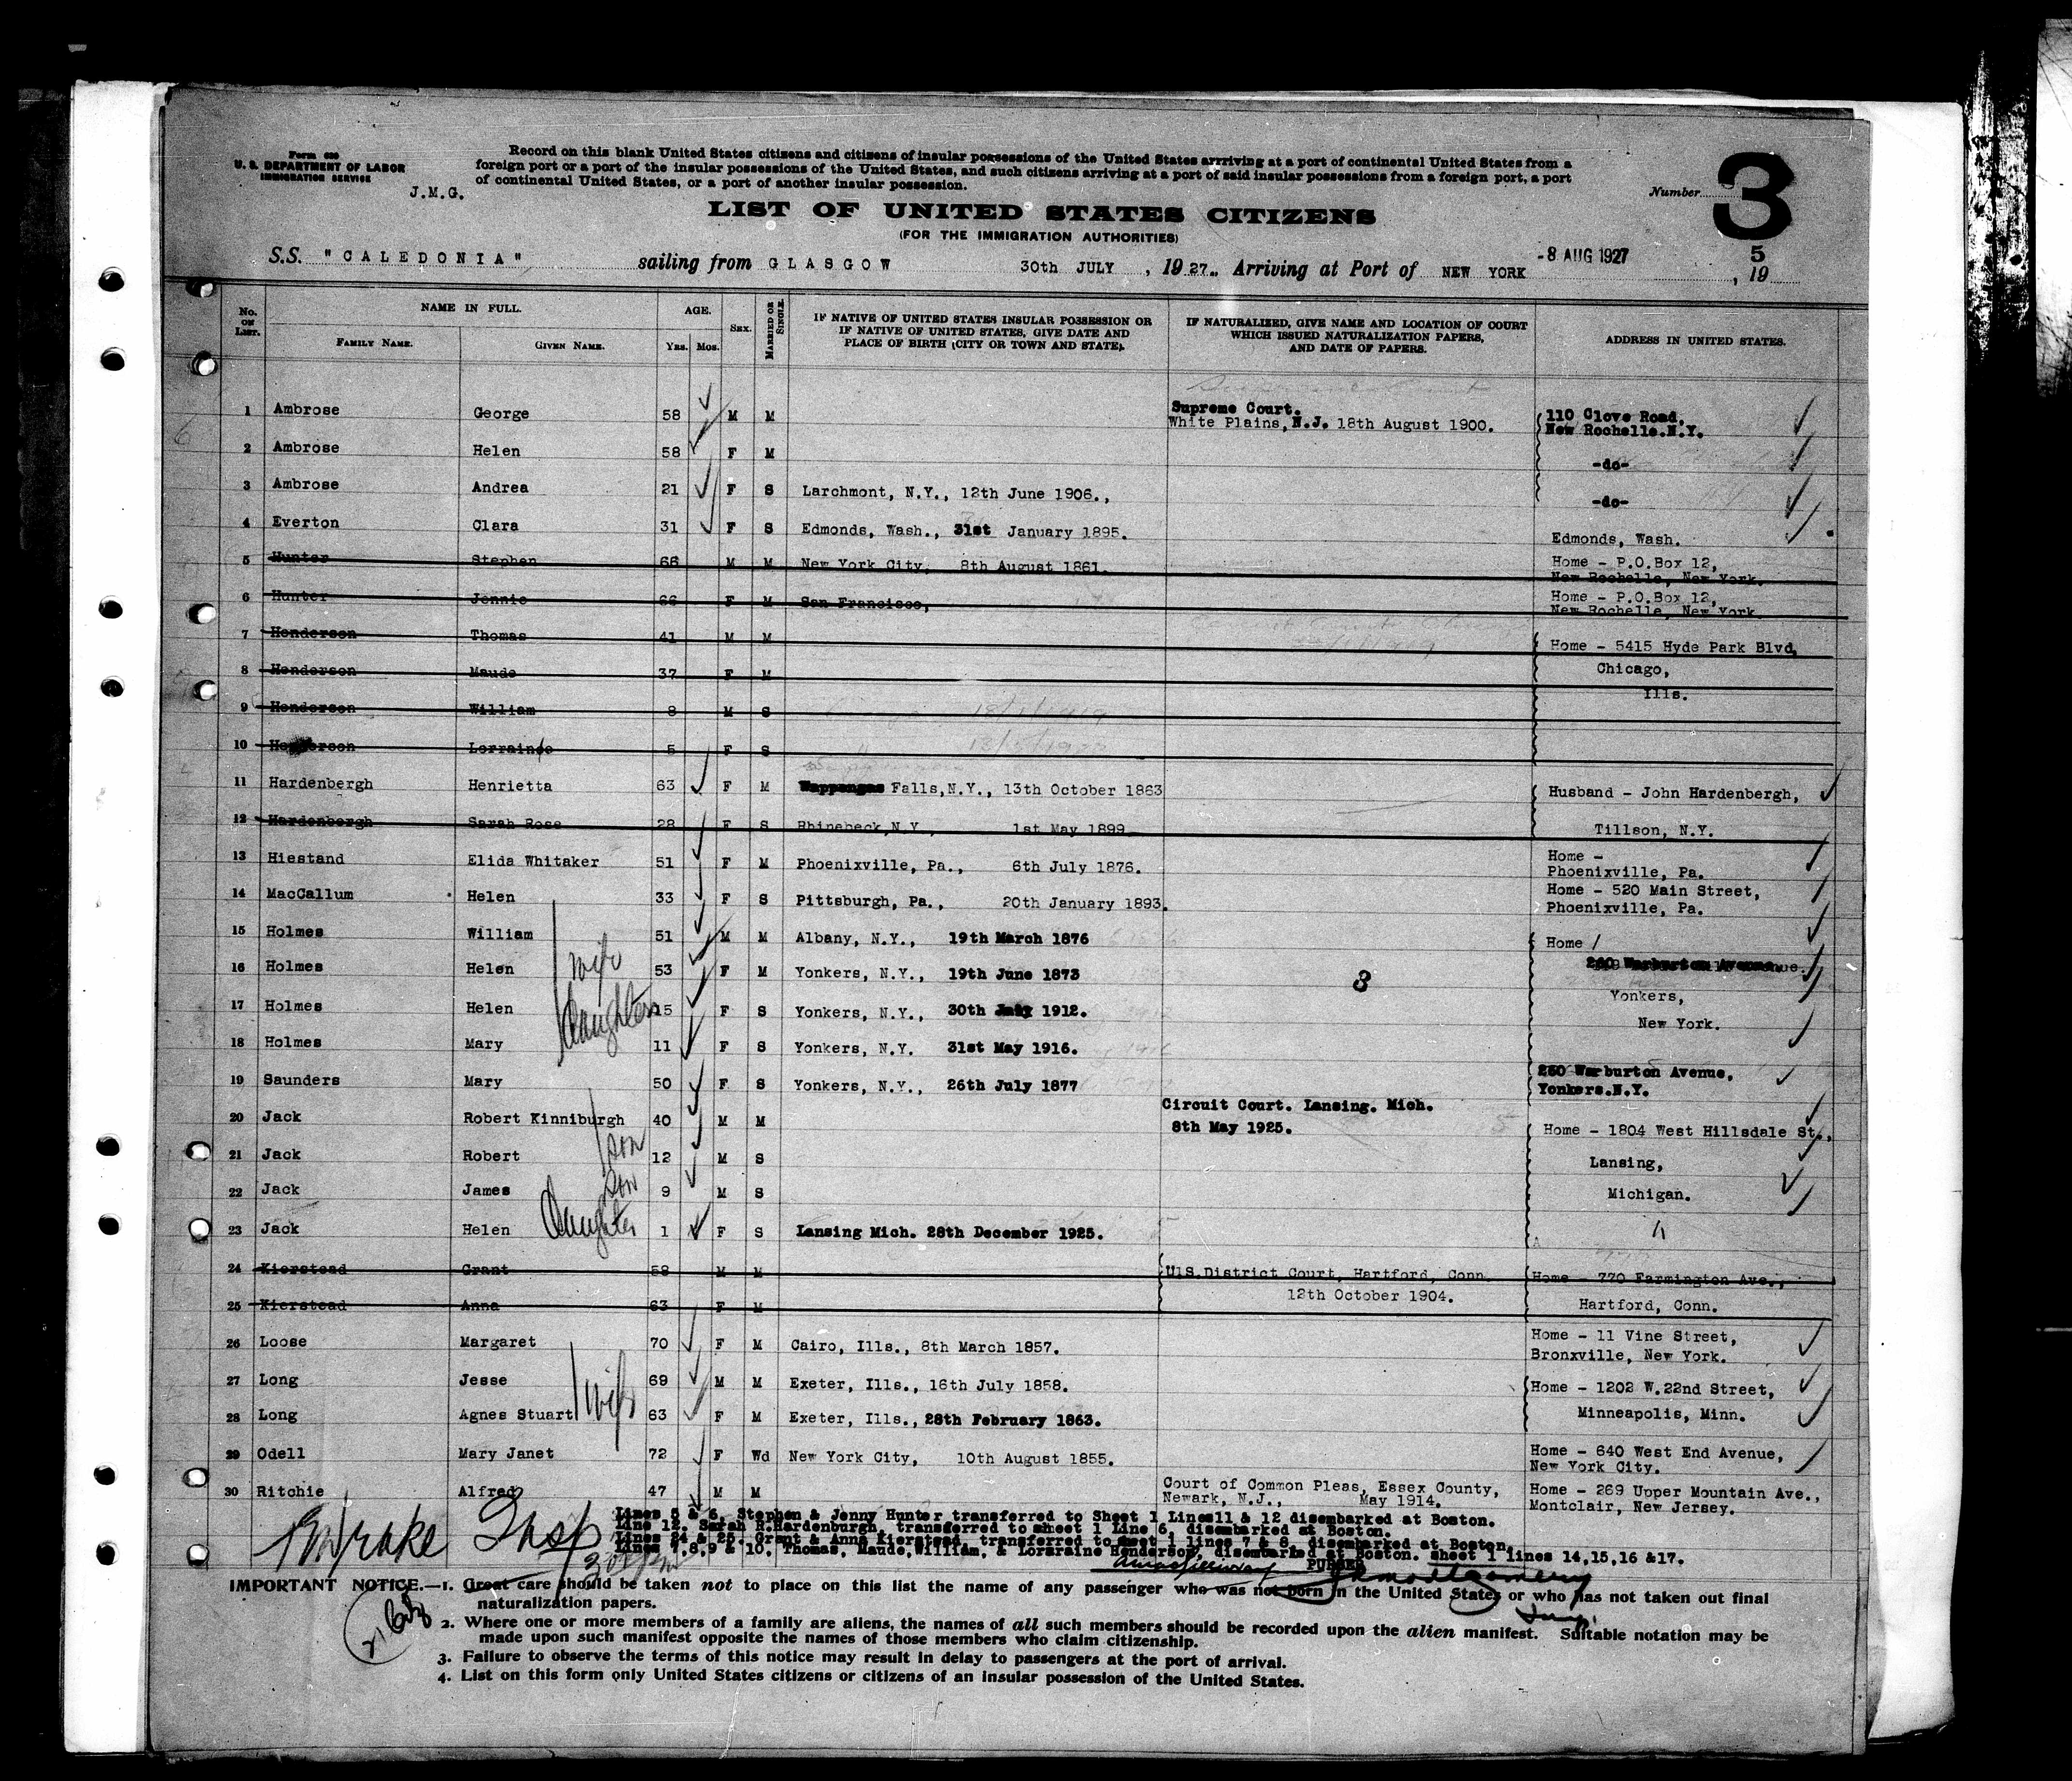 Form 630
U. S. DEPARTMENT OF LABOR
IMMIGRATION SERVICE
J.M.G.
Record on this blank United States citizens and citizens of insular possessions of the United States arrriving at a port of continental United States from a
foreign port or a port of the insular possessions of the United States, and such citizens arriving at a port of said insular possessions from a foreign port, a port
of continental United States, or a port of another insular possession.
Number 3
LIST OF UNITED STATES CITIZENS
(FOR THE IMMIGRATION AUTHORITIES)
S.S. "CALEDONIA" sailing from GLASGOW 30th JULY, 1927. Arriving at Port of NEW YORK -8 AUG 1927, 19 5
No. on List. NAME IN FULL. AGE. Sex. Married or Single. IF NATIVE OF UNITED STATES INSULAR POSSESSION OR IF NATIVE OF UNITED STATES, GIVE DATE AND PLACE OF BIRTH (CITY OR TOWN AND STATE). IF NATURALIZED, GIVE NAME AND LOCATION OF COURT WHICH ISSUED NATURALIZATION PAPERS, AND DATE OF PAPERS. ADDRESS IN UNITED STATES.
Family Name. Given Name. Yrs. Mos.
1 Ambrose George 58 M M Supreme Court. White Plains, N.J. 18th August 1900. 110 Clove Road, New Rochelle.N.Y.
2 Ambrose Helen 58 F M -do-
3 Ambrose Andrea 21 F S Larchmont, N.Y., 12th June 1906., -do-
4 Everton Clara 31 F S Edmonds, Wash., 31st January 1895. Edmonds, Wash.
5 Hunter Stephen 66 M M New York City, 8th August 1861. Home - P.O.Box 12, New Rochelle, New York.
6 Hunter Jennie 66 F M San Francisco, Home - P.O.Box 12, New Rochelle, New York
7 Henderson Thomas 41 M M Home - 5415 Hyde Park Blvd,
8 Henderson Maude 37 F M Chicago, Ills.
9 Henderson William 8 M S
10 Henderson Lorraine 5 F S
11 Hardenbergh Henrietta 63 F M Wappengas Falls,N.Y., 13th October 1863 Husband - John Hardenbergh,
12 Hardenbergh Sarah Rose 28 F S Rhinebeck,N.Y., 1st May 1899 Tillson, N.Y.
13 Hiestand Elida Whitaker 51 F M Phoenixville, Pa., 6th July 1876. Home - Phoenixville, Pa.
14 MacCallum Helen 33 F S Pittsburgh, Pa., 20th January 1893. Home - 520 Main Street, Phoenixville, Pa.
15 Holmes William 51 M M Albany, N.Y., 19th March 1876 Home /
16 Holmes Helen wife 53 F M Yonkers, N.Y., 19th June 1873 3 260 Warburton Avenue.
17 Holmes Helen Daughters 15 F S Yonkers, N.Y., 30th July 1912. Yonkers,
18 Holmes Mary 11 F S Yonkers, N.Y. 31st May 1916. New York.
19 Saunders Mary 50 F S Yonkers, N.Y., 26th July 1877 Warburton Avenue, Yonkers.N.Y.
20 Jack Robert Kinniburgh 40 M M Circuit Court. Lansing. Mich. 8th May 1925. Home - 1804 West Hillsdale St.,
21 Jack Robert son 12 M S Lansing,
22 Jack James son 9 M S Michigan.
23 Jack Helen Daughter 1 F S Lansing Mich. 28th December 1925.
24 Kierstead Grant 58 M M U1S.District Court, Hartford, Conn. Home - 770 Farmington Ave.,
25 Kierstead Anna 63 F M 12th October 1904. Hartford, Conn.
26 Loose Margaret 70 F M Cairo, Ills., 8th March 1857. Home - 11 Vine Street, Bronxville, New York.
27 Long Jesse 69 M M Exeter, Ills., 16th July 1858. Home - 1202 W.22nd Street,
28 Long Agnes Stuart wife 63 F M Exeter, Ills., 28th February 1863. Minneapolis, Minn.
29 Odell Mary Janet 72 F Wd New York City, 10th August 1855. Home - 640 West End Avenue, New York City.
30 Ritchie Alfred 47 M M Court of Common Pleas, Essex County, Newark, N.J., May 1914. Home - 269 Upper Mountain Ave., Montclair, New Jersey.
Lines 5 & 6, Stephen & Jenny Hunter transferred to Sheet 1 Lines11 & 12 disembarked at Boston.
Line 12. Sarah R.Hardenburgh, transferred to sheet 1 Line 6, disembarked at Boston.
Lines 24 & 25. Grant & Anna Kierstead, transferred to sheet 1 lines 7 & 8. disembarked at Boston.
Lines 7.8,9 & 10. Thomas, Maude,William, & Lorsraine Henderson, disembarked at Boston. sheet 1 lines 14,15,16 &17.
Drake Insp
PURSER
IMPORTANT NOTICE.—1. Great care should be taken not to place on this list the name of any passenger who was not born in the United States or who has not taken out final
naturalization papers.
2. Where one or more members of a family are aliens, the names of all such members should be recorded upon the alien manifest. Suitable notation may be
made upon such manifest opposite the names of those members who claim citizenship.
3. Failure to observe the terms of this notice may result in delay to passengers at the port of arrival.
4. List on this form only United States citizens or citizens of an insular possession of the United States.